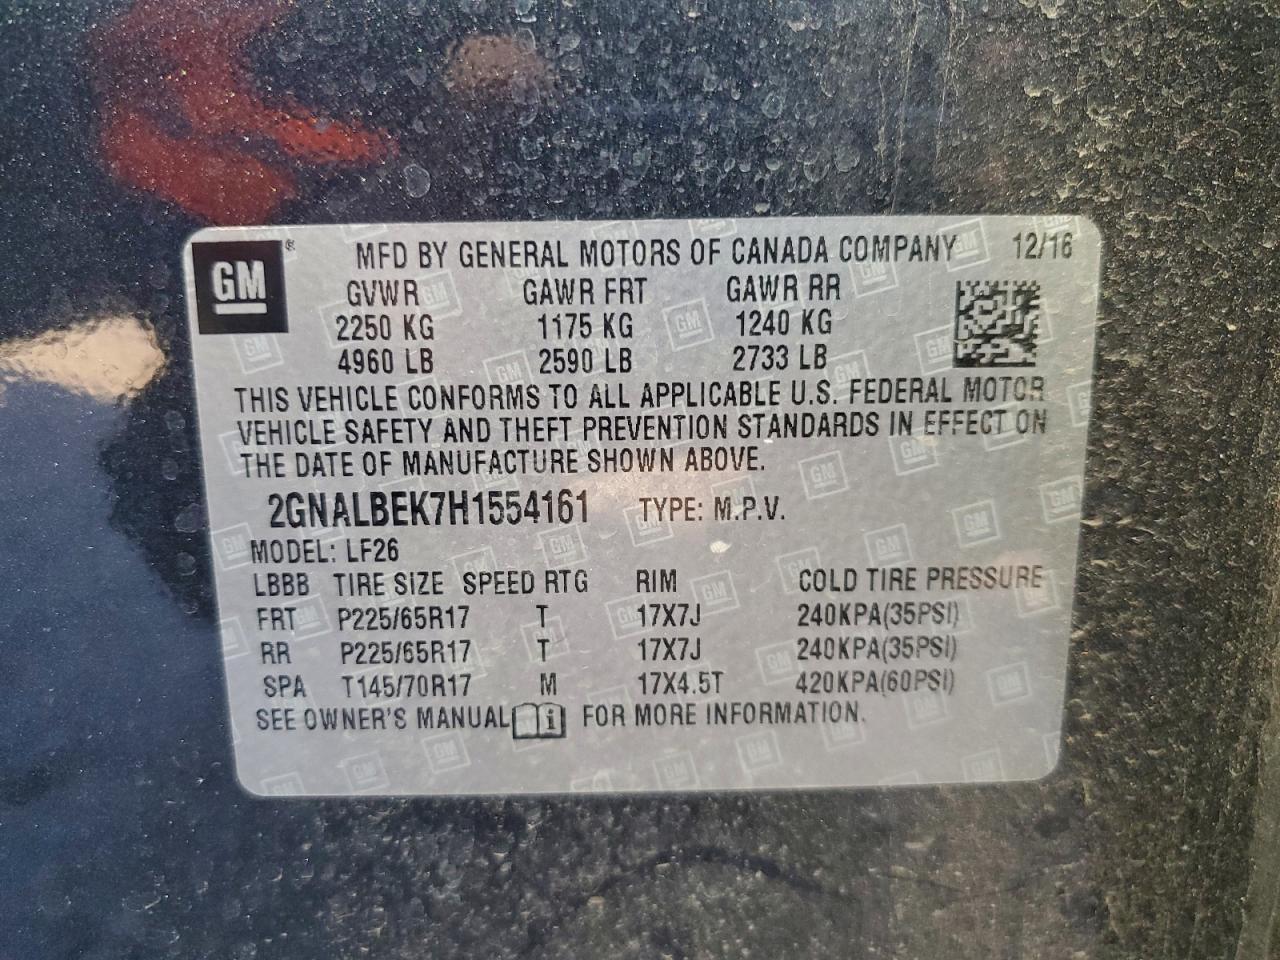 GM ®
MFD BY GENERAL MOTORS OF CANADA COMPANY 12/16
GVWR GAWR FRT GAWR RR
2250 KG 1175 KG 1240 KG
4960 LB 2590 LB 2733 LB
THIS VEHICLE CONFORMS TO ALL APPLICABLE U.S. FEDERAL MOTOR
VEHICLE SAFETY AND THEFT PREVENTION STANDARDS IN EFFECT ON
THE DATE OF MANUFACTURE SHOWN ABOVE.
2GNALBEK7H1554161 TYPE: M.P.V.
MODEL: LF26
LBBB TIRE SIZE SPEED RTG RIM COLD TIRE PRESSURE
FRT P225/65R17 T 17X7J 240KPA(35PSI)
RR P225/65R17 T 17X7J 240KPA(35PSI)
SPA T145/70R17 M 17X4.5T 420KPA(60PSI)
SEE OWNER'S MANUAL i FOR MORE INFORMATION.